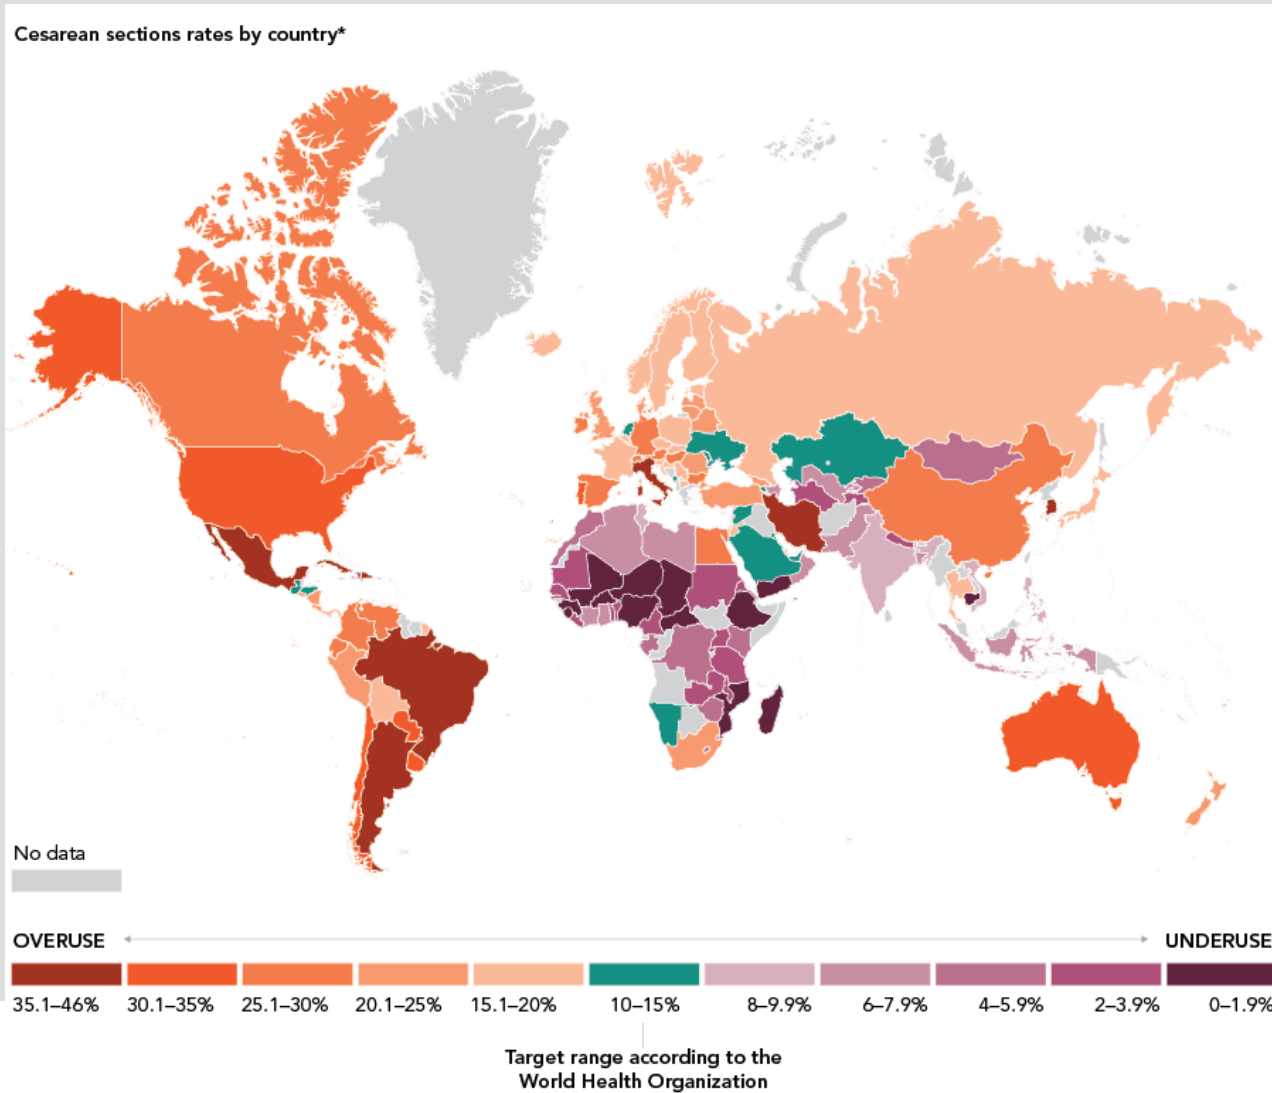 Cesarean sections rates by country*
No data
OVERUSE
UNDERUSE
35.1–46%
30.1–35%
25.1–30%
20.1–25%
15.1–20%
10–15%
8–9.9%
6–7.9%
4–5.9%
2–3.9%
0–1.9%
Target range according to the
World Health Organization